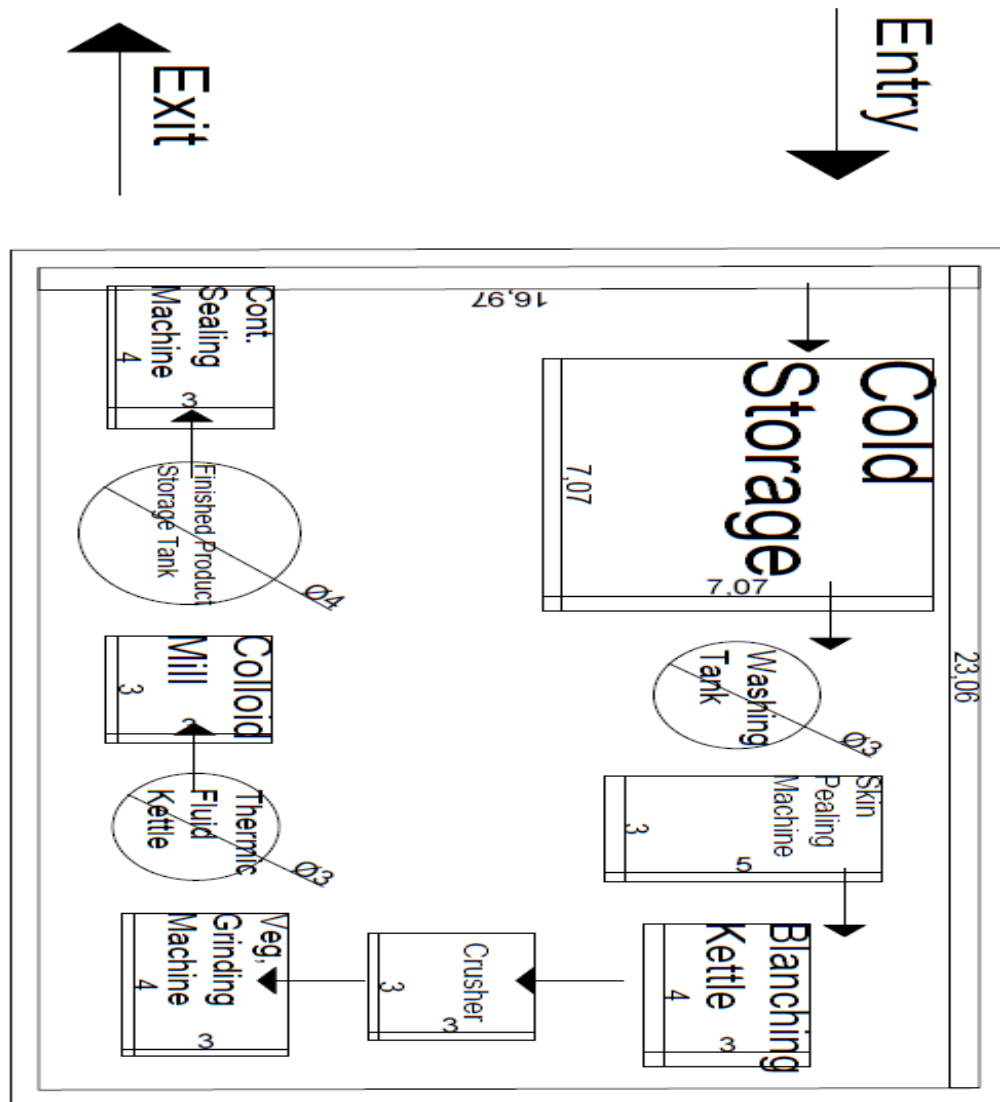 Exit
Entry
16,97
Cont.
Sealing
Machine
4
3
Cold
Storage
7,07
7,07
Finished Product
Storage Tank
Ø4
23,06
Colloid
Mill
3
Washing
Tank
Ø3
Thermic
Fluid
Kettle
Ø3
Skin
Pealing
Machine
3
5
Veg,
Grinding
Machine
4
3
Crusher
3
3
Blanching
Kettle
4
3